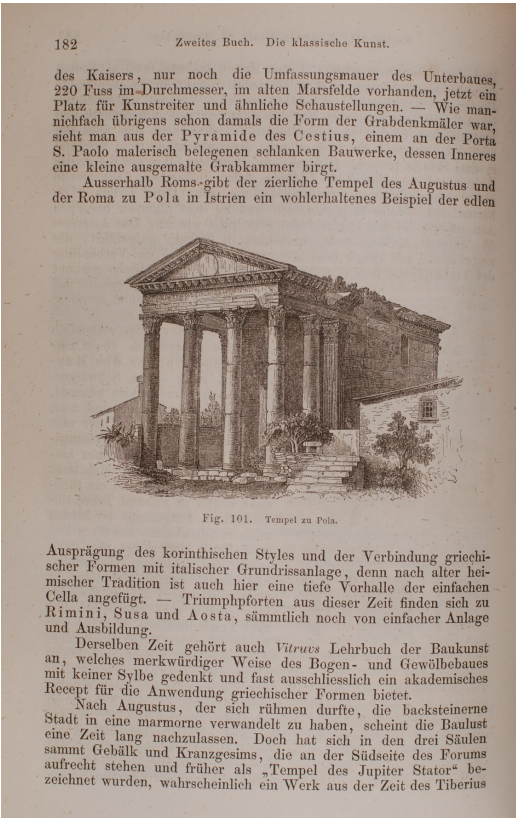 182
Zweites Buch. Die klassische Kunst.
des Kaisers, nur noch die Umfassungsmauer des Unterbaues,
220 Fuss im Durchmesser, im alten Marsfelde vorhanden, jetzt ein
Platz für Kunstreiter und ähnliche Schaustellungen. — Wie man-
nichfach übrigens schon damals die Form der Grabdenkmäler war,
sieht man aus der Pyramide des Cestius, einem an der Porta
S. Paolo malerisch belegenen schlanken Bauwerke, dessen Inneres
eine kleine ausgemalte Grabkammer birgt.
Ausserhalb Roms gibt der zierliche Tempel des Augustus und
der Roma zu Pola in Istrien ein wohlerhaltenes Beispiel der edlen
Fig. 101. Tempel zu Pola.
Ausprägung des korinthischen Styles und der Verbindung griechi-
scher Formen mit italischer Grundrissanlage, denn nach alter hei-
mischer Tradition ist auch hier eine tiefe Vorhalle der einfachen
Cella angefügt. — Triumphpforten aus dieser Zeit finden sich zu
Rimini, Susa und Aosta, sämmtlich noch von einfacher Anlage
und Ausbildung.
Derselben Zeit gehört auch Vitruvs Lehrbuch der Baukunst
an, welches merkwürdiger Weise des Bogen- und Gewölbebaues
mit keiner Sylbe gedenkt und fast ausschliesslich ein akademisches
Recept für die Anwendung griechischer Formen bietet.
Nach Augustus, der sich rühmen durfte, die backsteinerne
Stadt in eine marmorne verwandelt zu haben, scheint die Baulust
eine Zeit lang nachzulassen. Doch hat sich in den drei Säulen
sammt Gebälk und Kranzgesims, die an der Südseite des Forums
aufrecht stehen und früher als „Tempel des Jupiter Stator“ be-
zeichnet wurden, wahrscheinlich ein Werk aus der Zeit des Tiberius